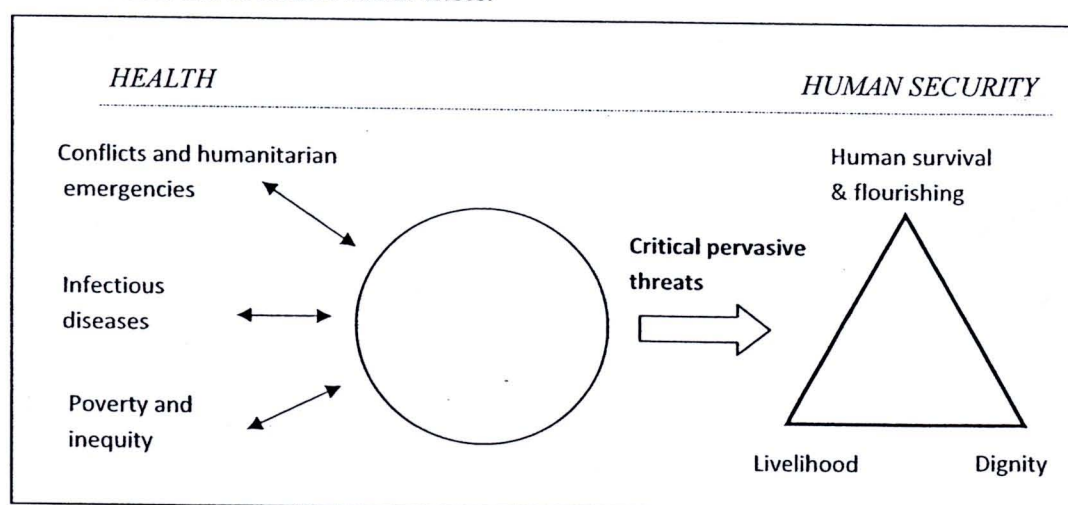 HEALTH
HUMAN SECURITY
Conflicts and humanitarian
emergencies
Human survival
& flourishing
Critical pervasive
threats
Infectious
diseases
Poverty and
inequity
Livelihood
Dignity